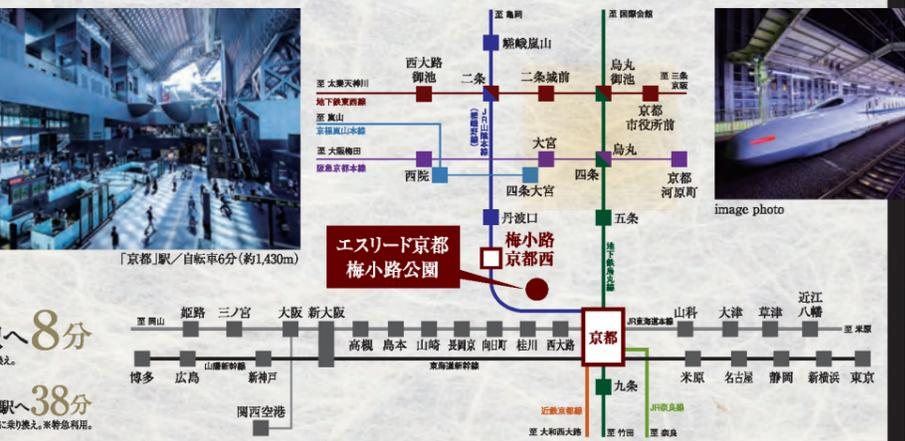 至 亀岡
至 国際会館
嵯峨嵐山
西大路
御池
二条
二条城前
烏丸
御池
至 三条
京阪
至 太秦天神川
地下鉄東西線
京都
市役所前
至 嵐山
京福嵐山本線
JR山陰本線
(嵯峨野線)
至 大阪梅田
阪急京都本線
大宮
烏丸
西院
四条大宮
四条
京都
河原町
image photo
丹波口
五条
地下鉄烏丸線
「京都」駅/自転車6分(約1,430m)
エスリード京都
梅小路公園
梅小路
京都西
へ8分
換え。
至 岡山
姫路
三ノ宮
大阪
新大阪
高槻
島本
山崎
長岡京
向日町
桂川
西大路
京都
JR東海道本線
山科
大津
草津
近江
八幡
至 米原
博多
広島
山陽新幹線
新神戸
東海道新幹線
米原
名古屋
静岡
新横浜
東京
関西空港
九条
駅へ38分
に乗り換え。※特急利用。
近鉄京都線
JR奈良線
至 大和西大路
至 竹田
至 奈良